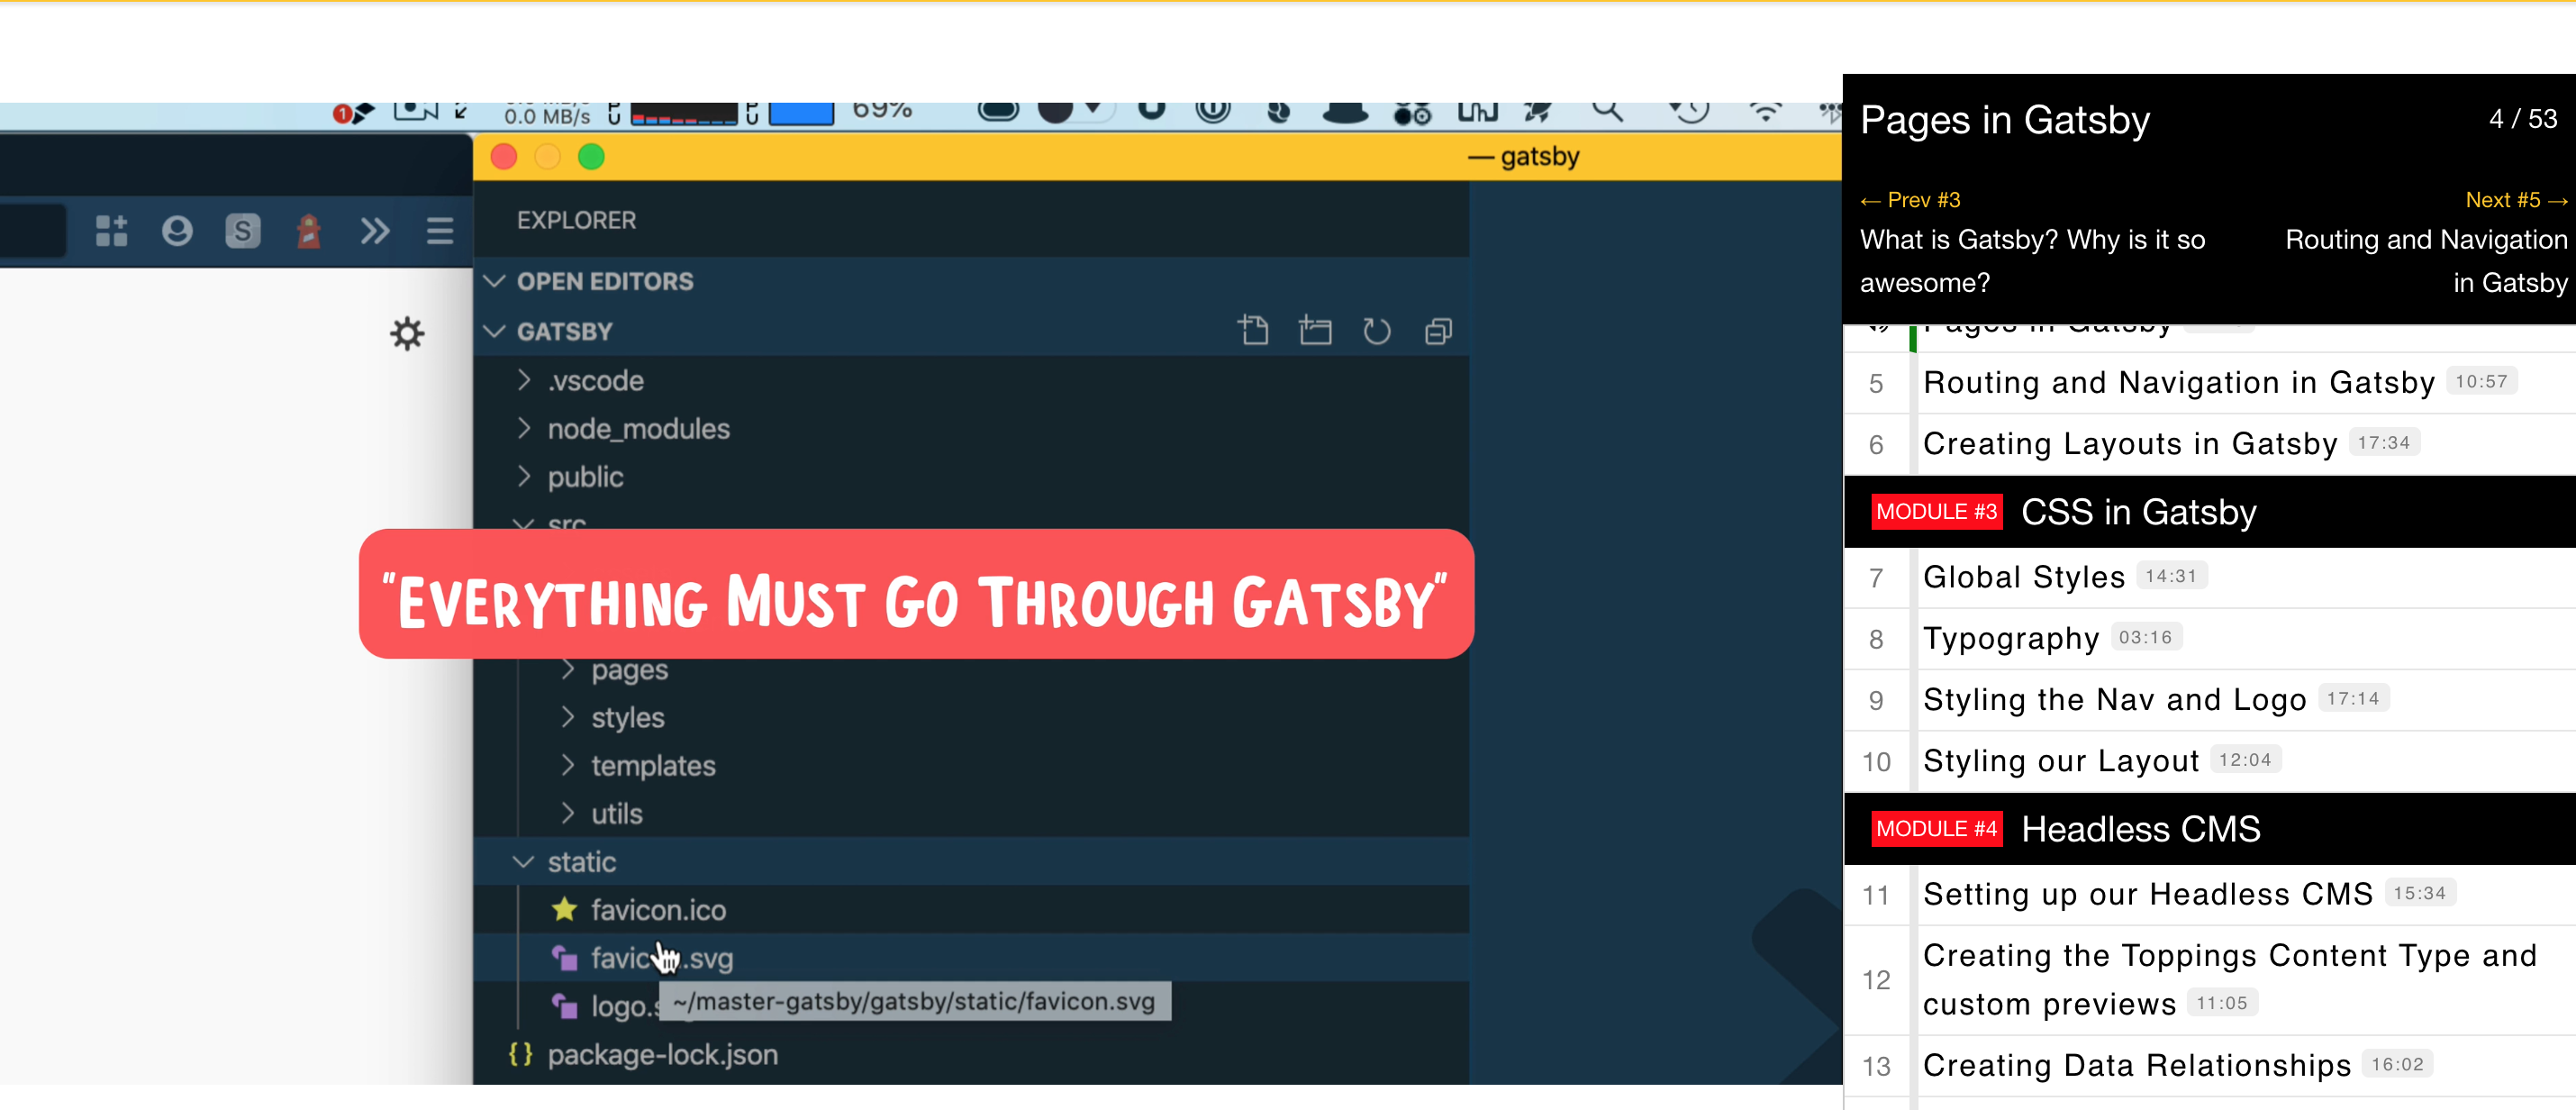 1
0.0 MB/s
69%
— gatsby
EXPLORER
OPEN EDITORS
GATSBY
.vscode
node_modules
public
src
"Everything Must Go Through Gatsby"
pages
styles
templates
utils
static
favicon.ico
.svg
~/master-gatsby/gatsby/static/favicon.svg
{} package-lock.json
Pages in Gatsby
4 / 53
← Prev #3
What is Gatsby? Why is it so
awesome?
Next #5 →
Routing and Navigation
in Gatsby
Pages in Gatsby
5 Routing and Navigation in Gatsby 10:57
6 Creating Layouts in Gatsby 17:34
MODULE #3 CSS in Gatsby
7 Global Styles 14:31
8 Typography 03:16
9 Styling the Nav and Logo 17:14
10 Styling our Layout 12:04
MODULE #4 Headless CMS
11 Setting up our Headless CMS 15:34
12 Creating the Toppings Content Type and
custom previews 11:05
13 Creating Data Relationships 16:02